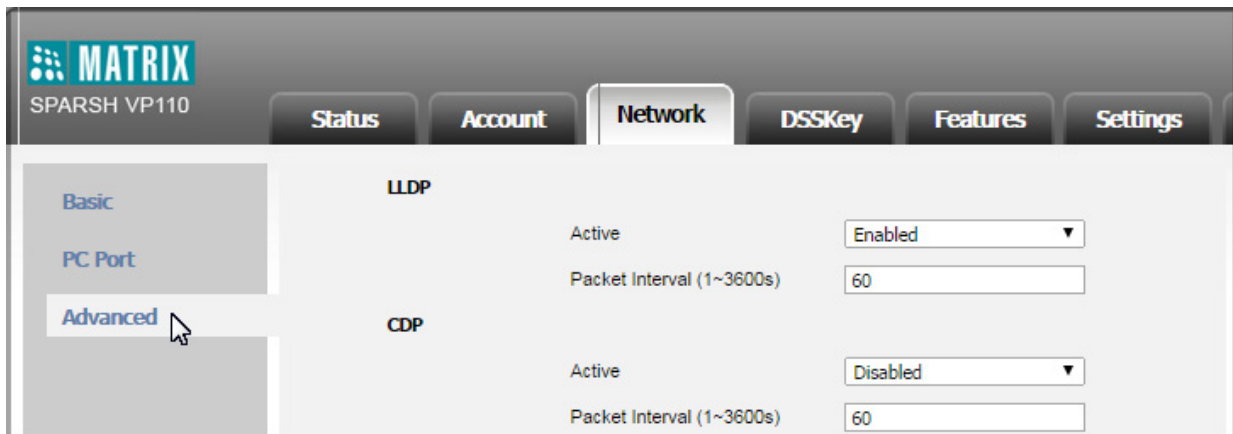 MATRIX
SPARSH VP110
Status Account Network DSSKey Features Settings
Basic
PC Port
Advanced
LLDP
Active Enabled
Packet Interval (1~3600s) 60
CDP
Active Disabled
Packet Interval (1~3600s) 60